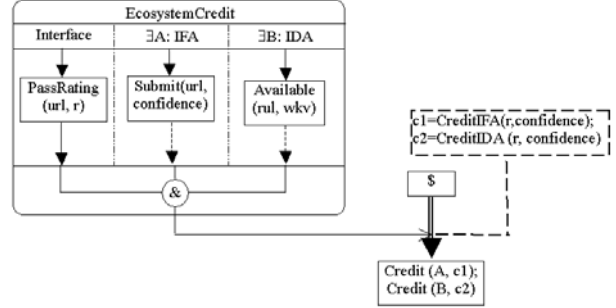 EcosystemCredit
Interface
∃A: IFA
∃B: IDA
PassRating
(url, r)
Submit(url,
confidence)
Available
(rul, wkv)
c1=CreditIFA(r,confidence);
c2=CreditIDA (r, confidence)
$
&
Credit (A, c1);
Credit (B, c2)